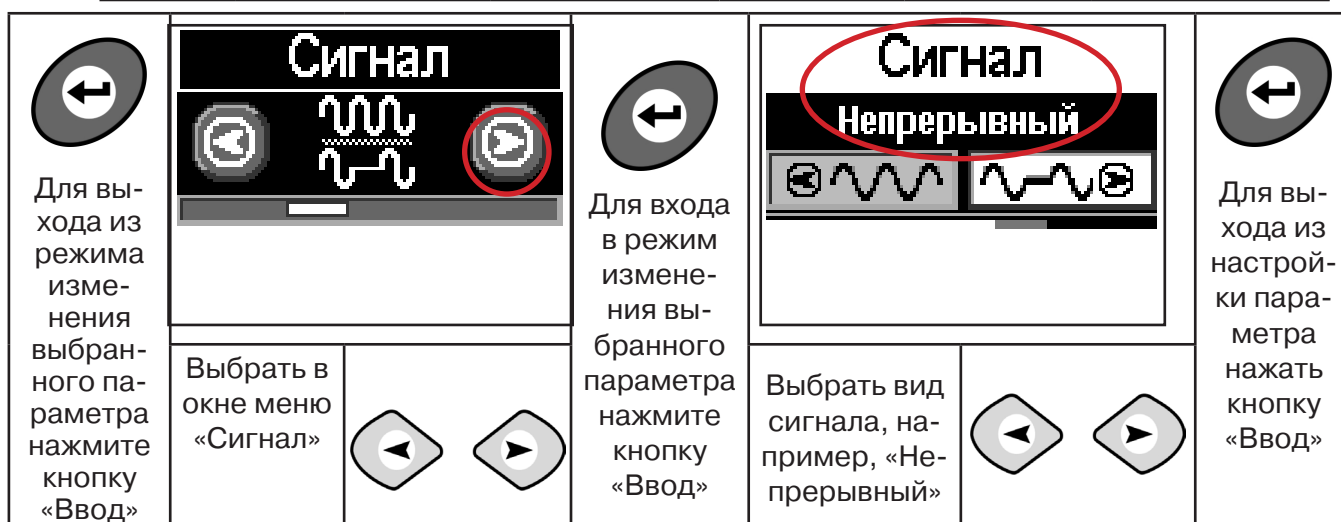 Для вы-
хода из
режима
изме-
нения
выбран-
ного па-
раметра
нажмите
кнопку
«Ввод»
Сигнал
Выбрать в
окне меню
«Сигнал»
Для входа
в режим
измене-
ния вы-
бранного
параметра
нажмите
кнопку
«Ввод»
Сигнал
Непрерывный
Выбрать вид
сигнала, на-
пример, «Не-
прерывный»
Для вы-
хода из
настрой-
ки пара-
метра
нажать
кнопку
«Ввод»